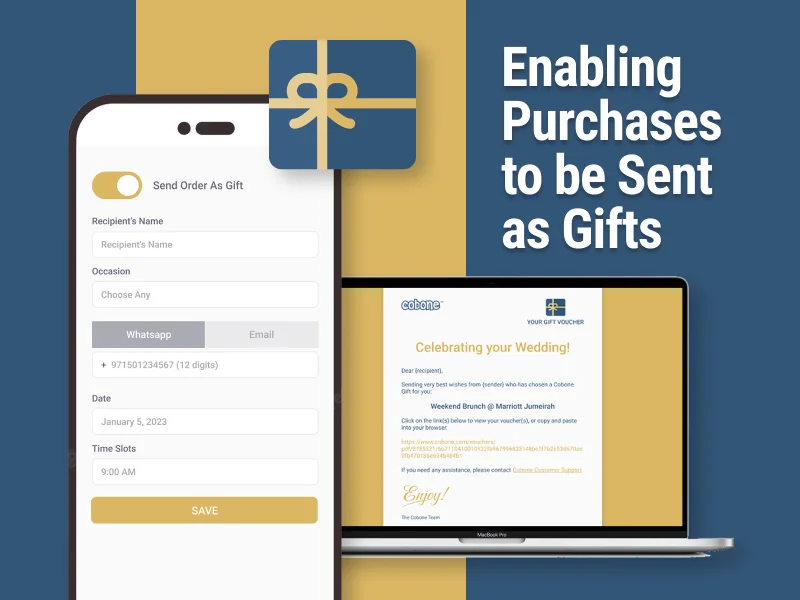 Enabling
Purchases
to be Sent
as Gifts
Send Order As Gift
Recipient's Name
Recipient's Name
Occasion
Choose Any
Whatsapp
Email
+ 971501234567 (12 digits)
Date
January 5, 2023
Time Slots
9:00 AM
SAVE
cobone
YOUR GIFT VOUCHER
Celebrating your Wedding!
Dear {recipient},
Sending very best wishes from {sender} who has chosen a Cobone
Gift for you:
Weekend Brunch @ Marriott Jumeirah
Click on the link(s) below to view your voucher(s), or copy and paste
into your browser.
https://www.cobone.com/vouchers/
If you need any assistance, please contact Cobone Customer Support
Enjoy!
The Cobone Team
MacBook Pro